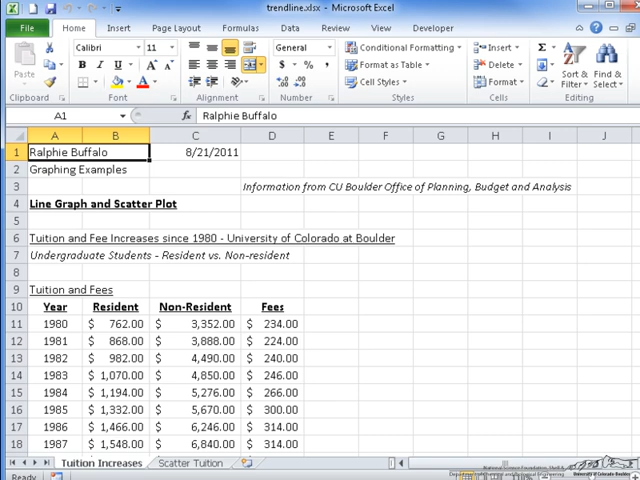 trendline.xlsx - Microsoft Excel
File Home Insert Page Layout Formulas Data Review View Developer
Paste
Calibri 11 General
Conditional Formatting
Format as Table
Cell Styles
Insert
Delete
Format
Sort & Filter
Find & Select
Clipboard Font Alignment Number Styles Cells Editing
A1 fx Ralphie Buffalo
A B C D E F G H I J
1 Ralphie Buffalo 8/21/2011
2 Graphing Examples
3 Information from CU Boulder Office of Planning, Budget and Analysis
4 Line Graph and Scatter Plot
5
6 Tuition and Fee Increases since 1980 - University of Colorado at Boulder
7 Undergraduate Students - Resident vs. Non-resident
8
9 Tuition and Fees
10 Year Resident Non-Resident Fees
11 1980 $ 762.00 $ 3,352.00 $ 234.00
12 1981 $ 868.00 $ 3,888.00 $ 224.00
13 1982 $ 982.00 $ 4,490.00 $ 240.00
14 1983 $ 1,070.00 $ 4,850.00 $ 246.00
15 1984 $ 1,194.00 $ 5,276.00 $ 266.00
16 1985 $ 1,332.00 $ 5,670.00 $ 300.00
17 1986 $ 1,466.00 $ 6,246.00 $ 314.00
18 1987 $ 1,548.00 $ 6,840.00 $ 314.00
Tuition Increases Scatter Tuition
Ready
University of Colorado Boulder